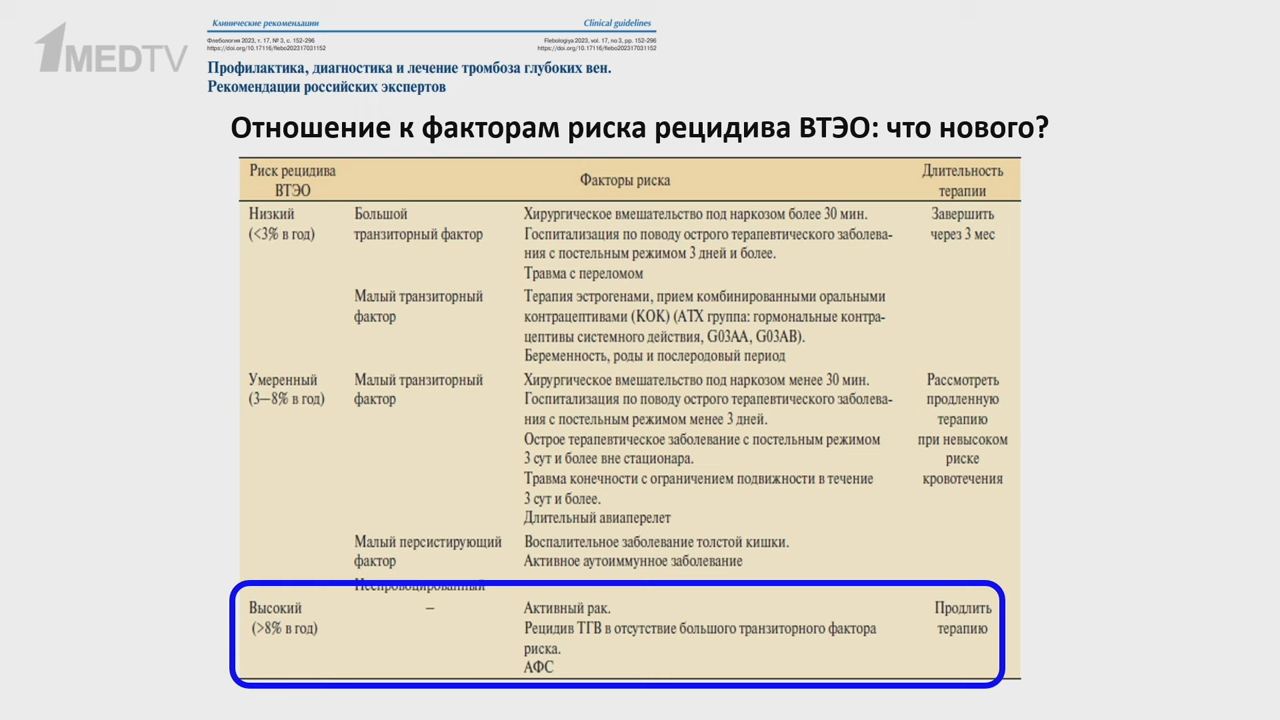 1MEDTV
Клинические рекомендации
Clinical guidelines
Флебология 2023, т. 17, № 3, с. 152-296
https://doi.org/10.17116/flebo202317031152
Flebologiya 2023, vol. 17, no 3, pp. 152-296
https://doi.org/10.17116/flebo202317031152
Профилактика, диагностика и лечение тромбоза глубоких вен.
Рекомендации российских экспертов
Отношение к факторам риска рецидива ВТЭО: что нового?
Риск рецидива
ВТЭО
Факторы риска
Длительность
терапии
Низкий
(<3% в год)
Большой
транзиторный фактор
Хирургическое вмешательство под наркозом более 30 мин.
Госпитализация по поводу острого терапевтического заболева-
ния с постельным режимом 3 дней и более.
Травма с переломом
Завершить
через 3 мес
Малый транзиторный
фактор
Терапия эстрогенами, прием комбинированными оральными
контрацептивами (КОК) (АТХ группа: гормональные контра-
цептивы системного действия, G03AA, G03AB).
Беременность, роды и послеродовый период
Умеренный
(3—8% в год)
Малый транзиторный
фактор
Хирургическое вмешательство под наркозом менее 30 мин.
Госпитализация по поводу острого терапевтического заболева-
ния с постельным режимом менее 3 дней.
Острое терапевтическое заболевание с постельным режимом
3 сут и более вне стационара.
Травма конечности с ограничением подвижности в течение
3 сут и более.
Длительный авиаперелет
Рассмотреть
продленную
терапию
при невысоком
риске
кровотечения
Малый персистирующий
фактор
Воспалительное заболевание толстой кишки.
Активное аутоиммунное заболевание
Неспровоцированный
Высокий
(>8% в год)
–
Активный рак.
Рецидив ТГВ в отсутствие большого транзиторного фактора
риска.
АФС
Продлить
терапию